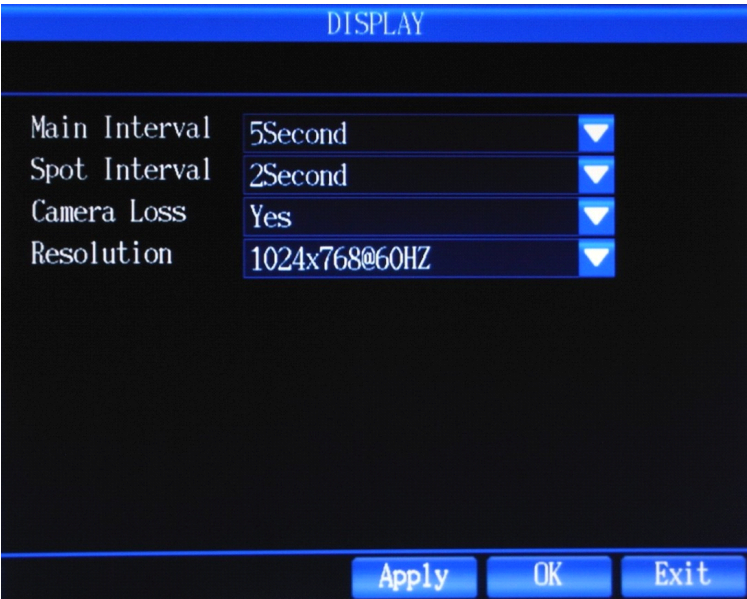 DISPLAY
Main Interval 5Second
Spot Interval 2Second
Camera Loss Yes
Resolution 1024x768@60HZ
Apply OK Exit